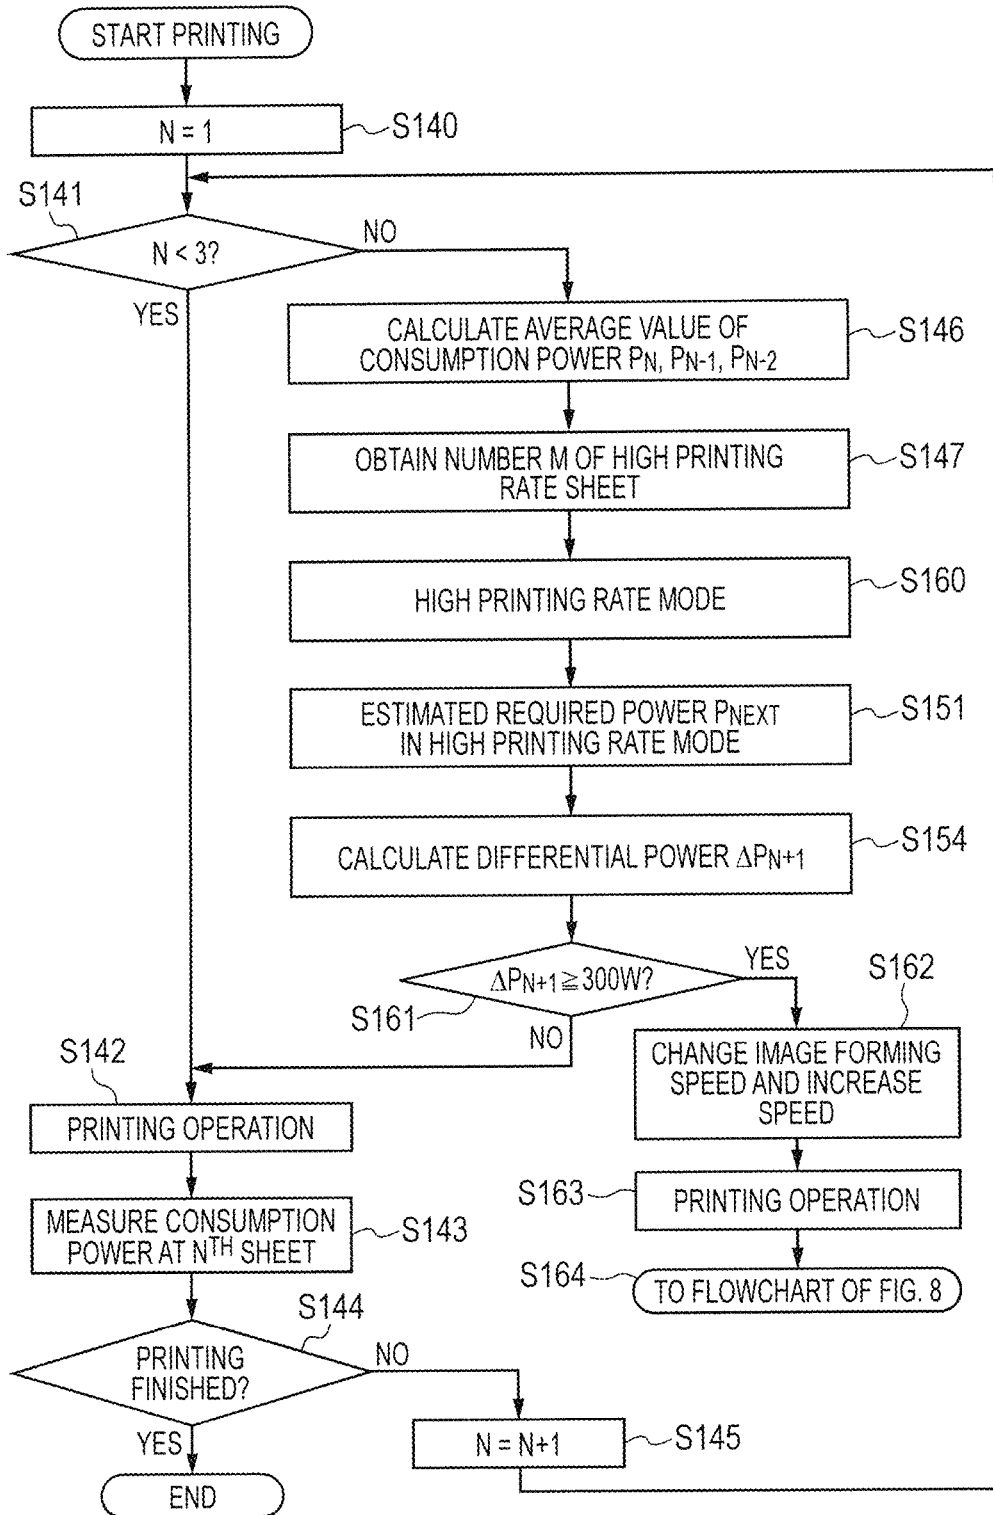 START PRINTING
N = 1
S140
S141
N < 3?
NO
YES
CALCULATE AVERAGE VALUE OF
CONSUMPTION POWER PN, PN-1, PN-2
S146
OBTAIN NUMBER M OF HIGH PRINTING
RATE SHEET
S147
HIGH PRINTING RATE MODE
S160
ESTIMATED REQUIRED POWER PNEXT
IN HIGH PRINTING RATE MODE
S151
CALCULATE DIFFERENTIAL POWER ΔPN+1
S154
ΔPN+1 ≧ 300W?
S161
YES
NO
S162
CHANGE IMAGE FORMING
SPEED AND INCREASE
SPEED
S142
PRINTING OPERATION
S163
PRINTING OPERATION
MEASURE CONSUMPTION
POWER AT NTH SHEET
S143
S164
TO FLOWCHART OF FIG. 8
S144
PRINTING
FINISHED?
NO
YES
N = N+1
S145
END